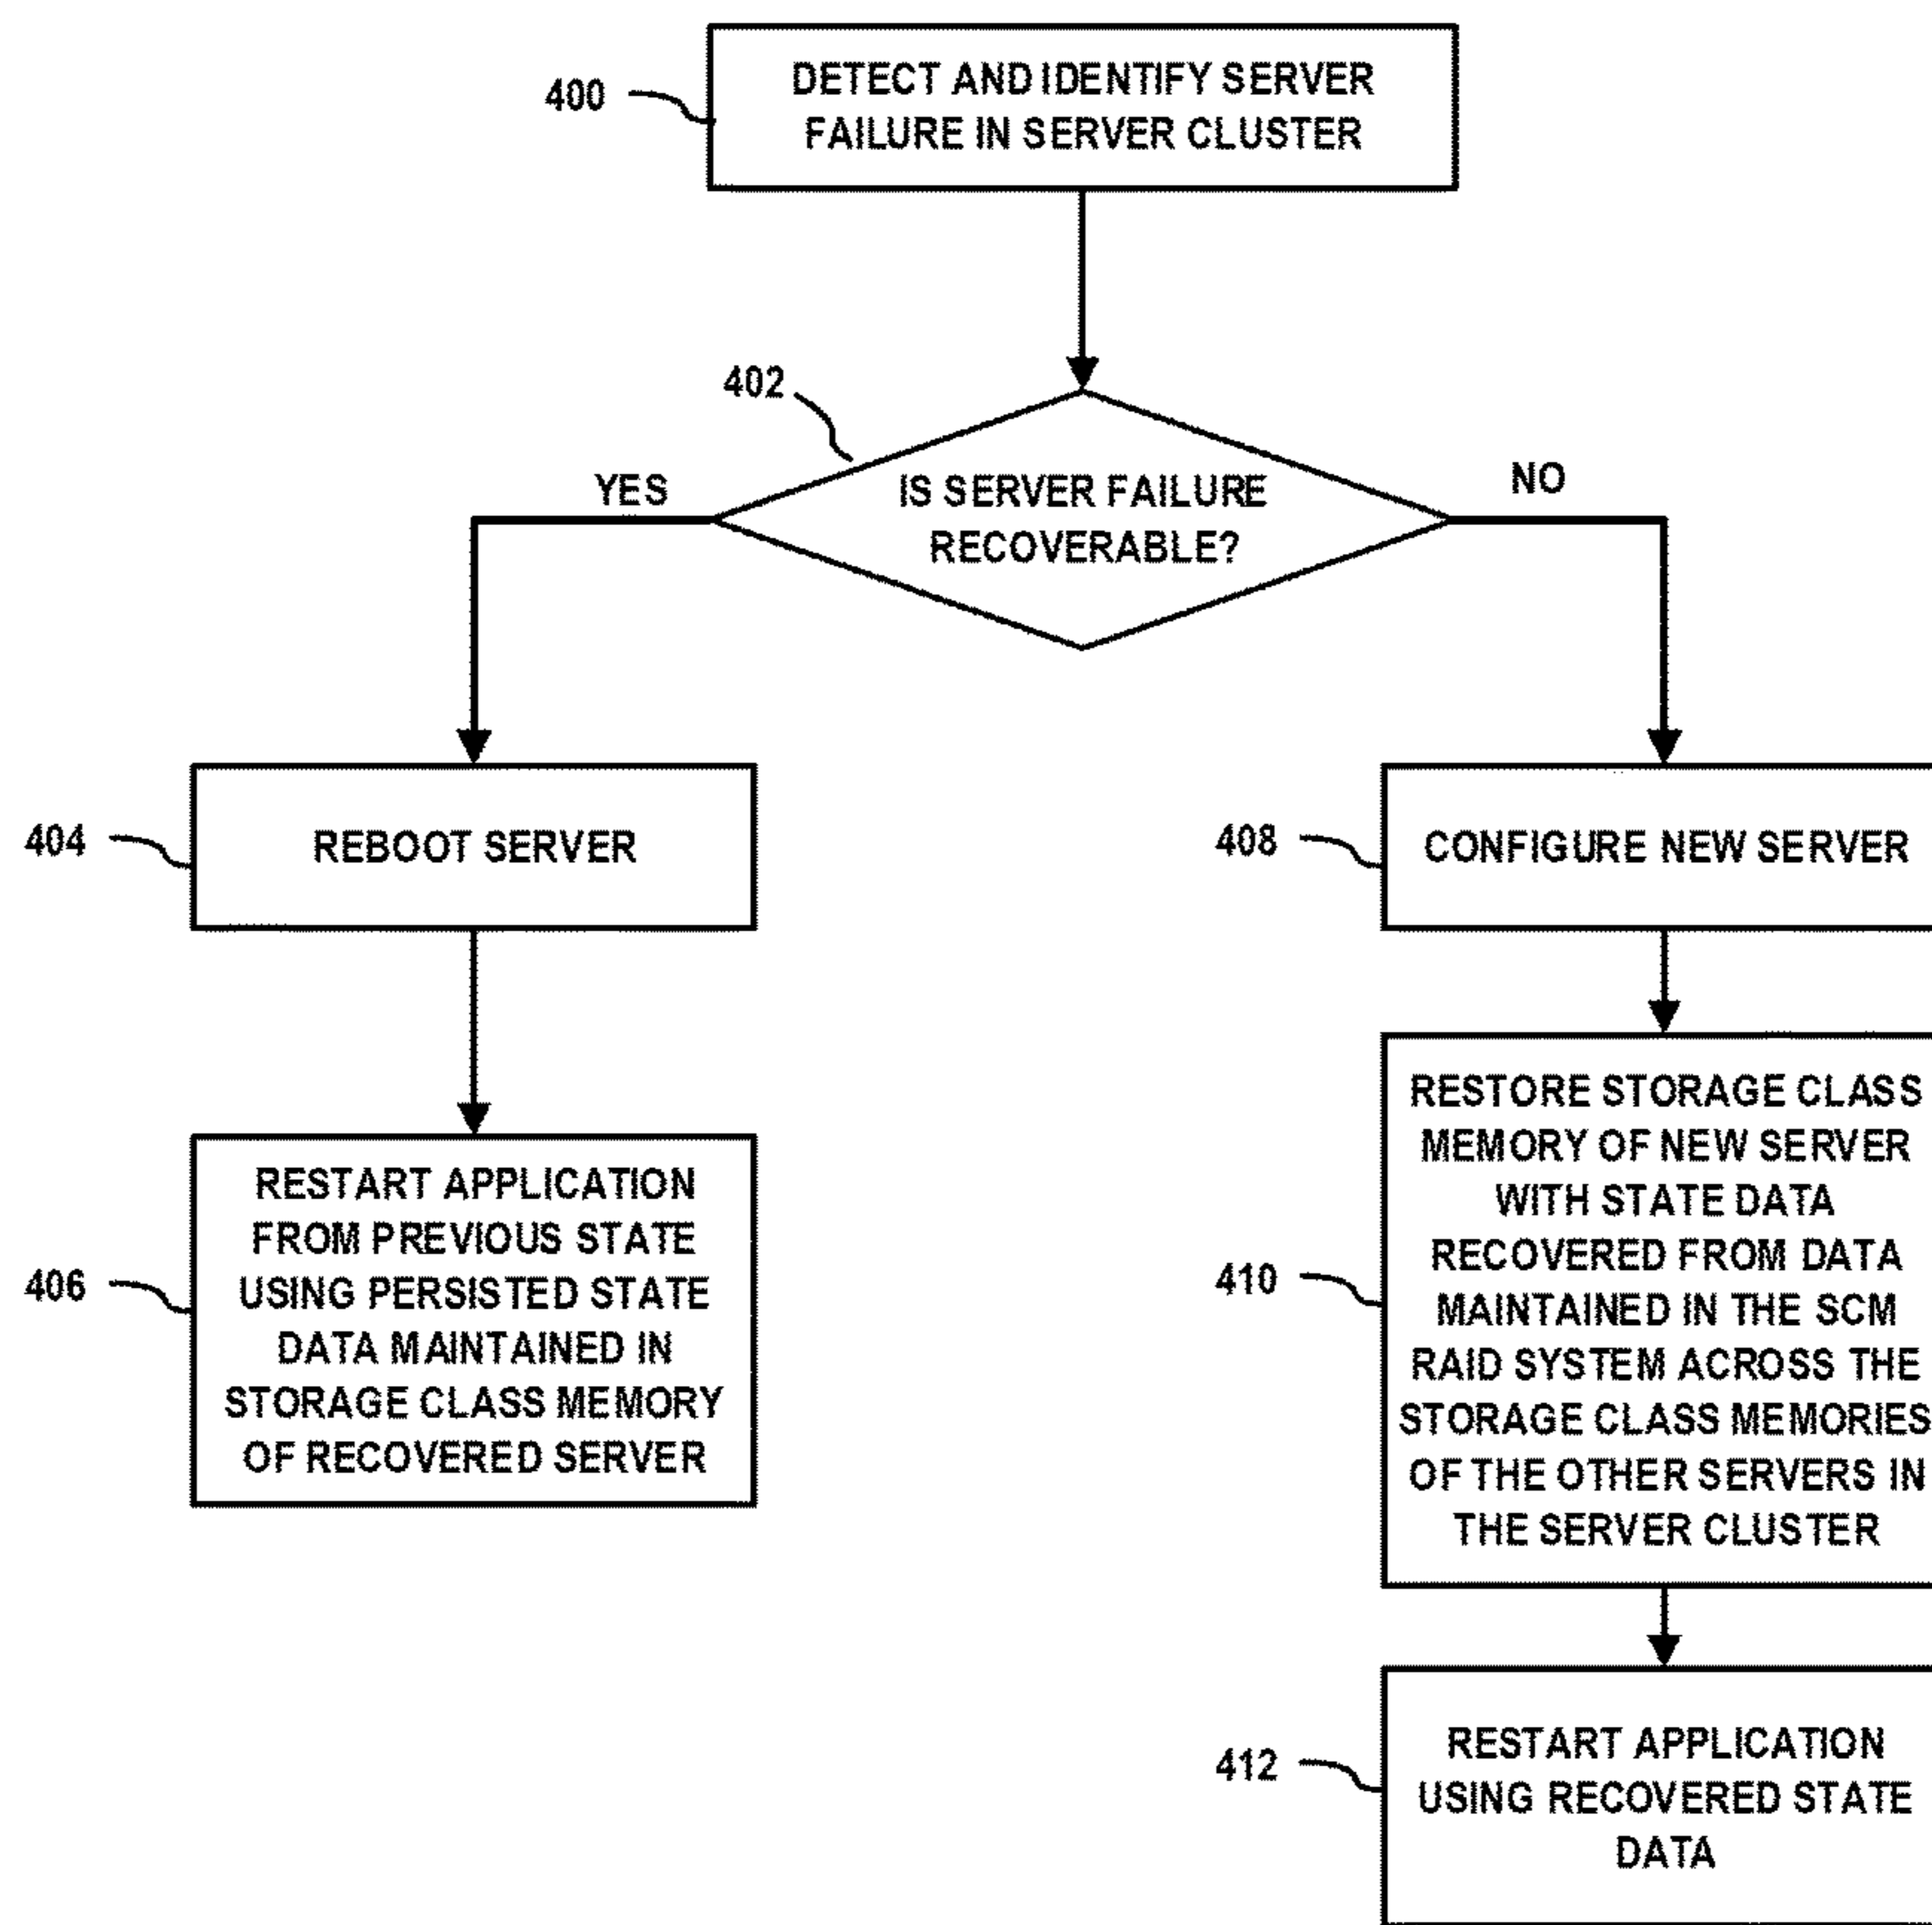 400
DETECT AND IDENTIFY SERVER
FAILURE IN SERVER CLUSTER
402
YES
IS SERVER FAILURE
RECOVERABLE?
NO
404
REBOOT SERVER
406
RESTART APPLICATION
FROM PREVIOUS STATE
USING PERSISTED STATE
DATA MAINTAINED IN
STORAGE CLASS MEMORY
OF RECOVERED SERVER
408
CONFIGURE NEW SERVER
410
RESTORE STORAGE CLASS
MEMORY OF NEW SERVER
WITH STATE DATA
RECOVERED FROM DATA
MAINTAINED IN THE SCM
RAID SYSTEM ACROSS THE
STORAGE CLASS MEMORIES
OF THE OTHER SERVERS IN
THE SERVER CLUSTER
412
RESTART APPLICATION
USING RECOVERED STATE
DATA